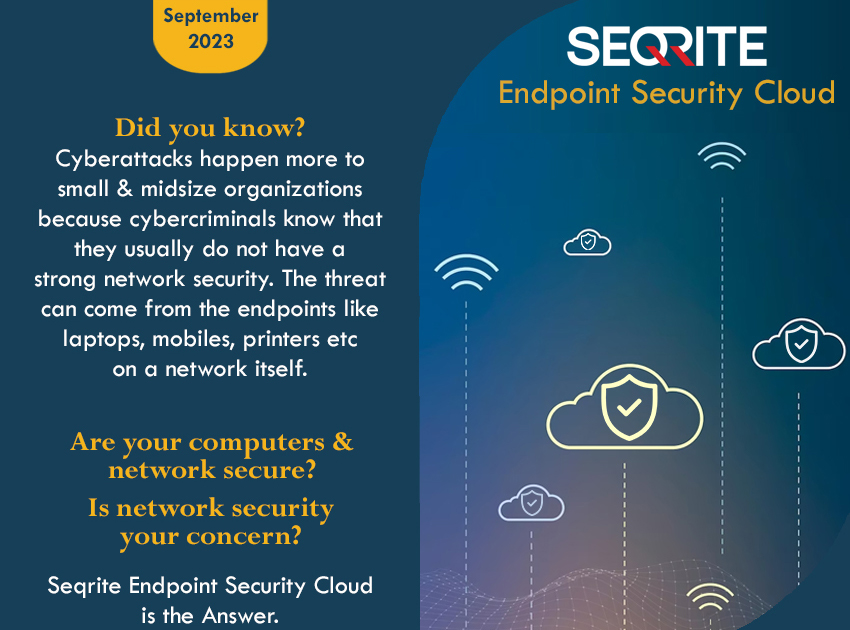 September
2023
Did you know?
Cyberattacks happen more to
small & midsize organizations
because cybercriminals know that
they usually do not have a
strong network security. The threat
can come from the endpoints like
laptops, mobiles, printers etc
on a network itself.
Are your computers &
network secure?
Is network security
your concern?
Seqrite Endpoint Security Cloud
is the Answer.
SEQRITE
Endpoint Security Cloud